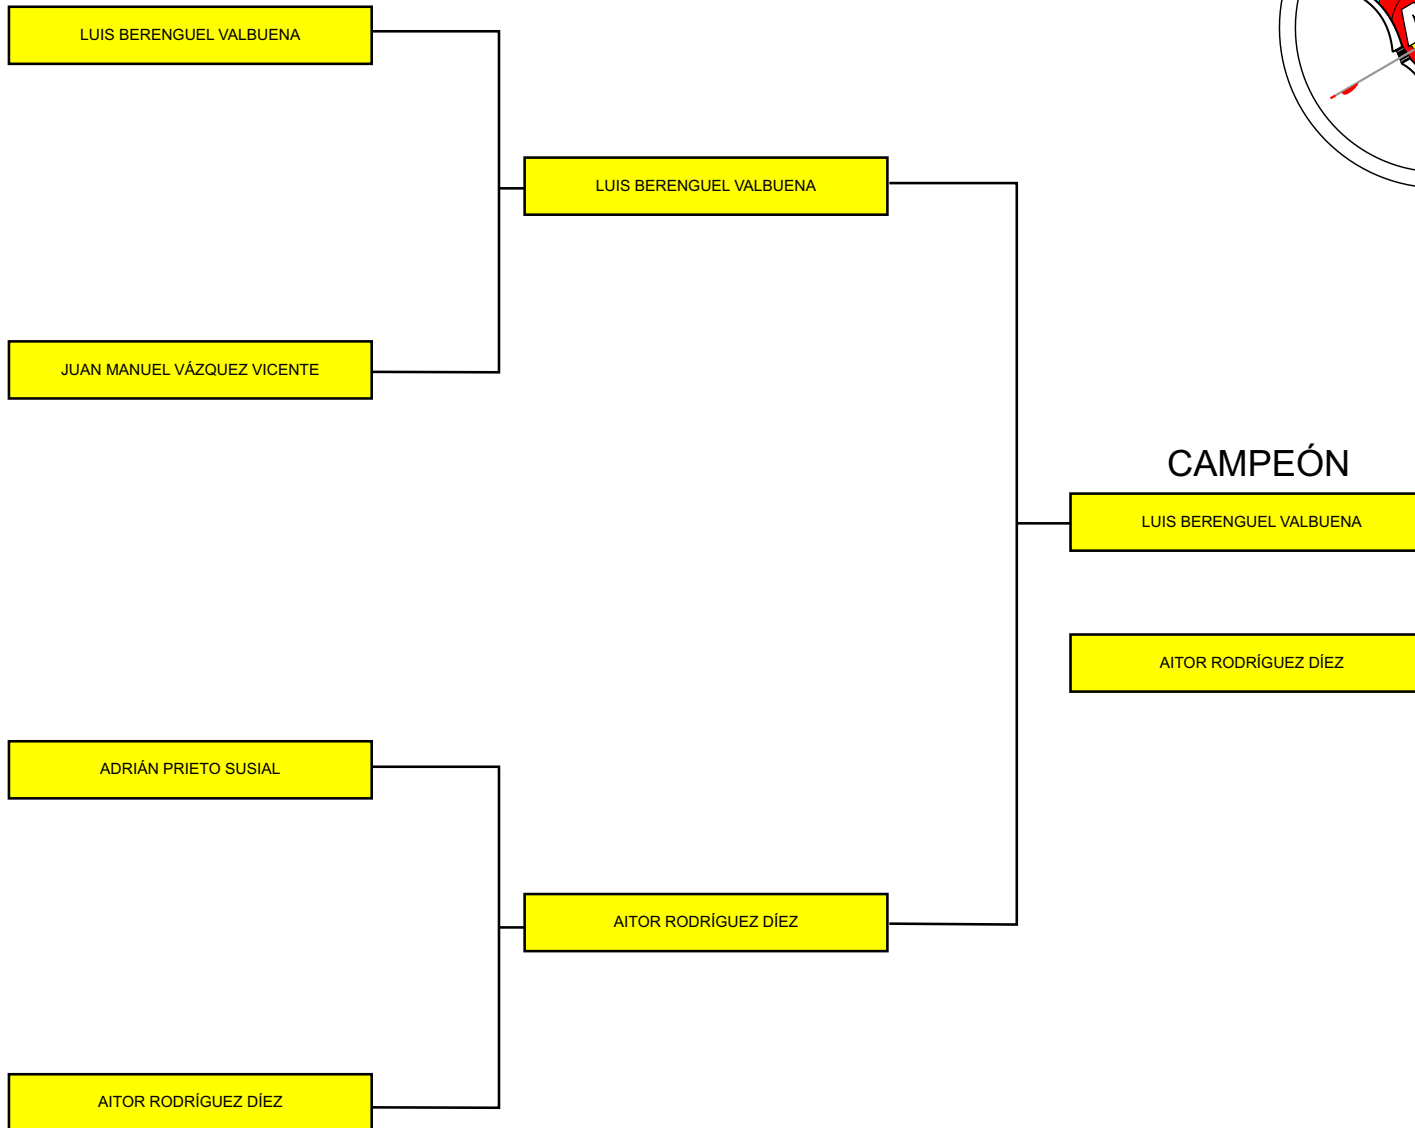 LUIS BERENGUEL VALBUENA
LUIS BERENGUEL VALBUENA
JUAN MANUEL VÁZQUEZ VICENTE
CAMPEÓN
LUIS BERENGUEL VALBUENA
AITOR RODRÍGUEZ DÍEZ
ADRIÁN PRIETO SUSIAL
AITOR RODRÍGUEZ DÍEZ
AITOR RODRÍGUEZ DÍEZ